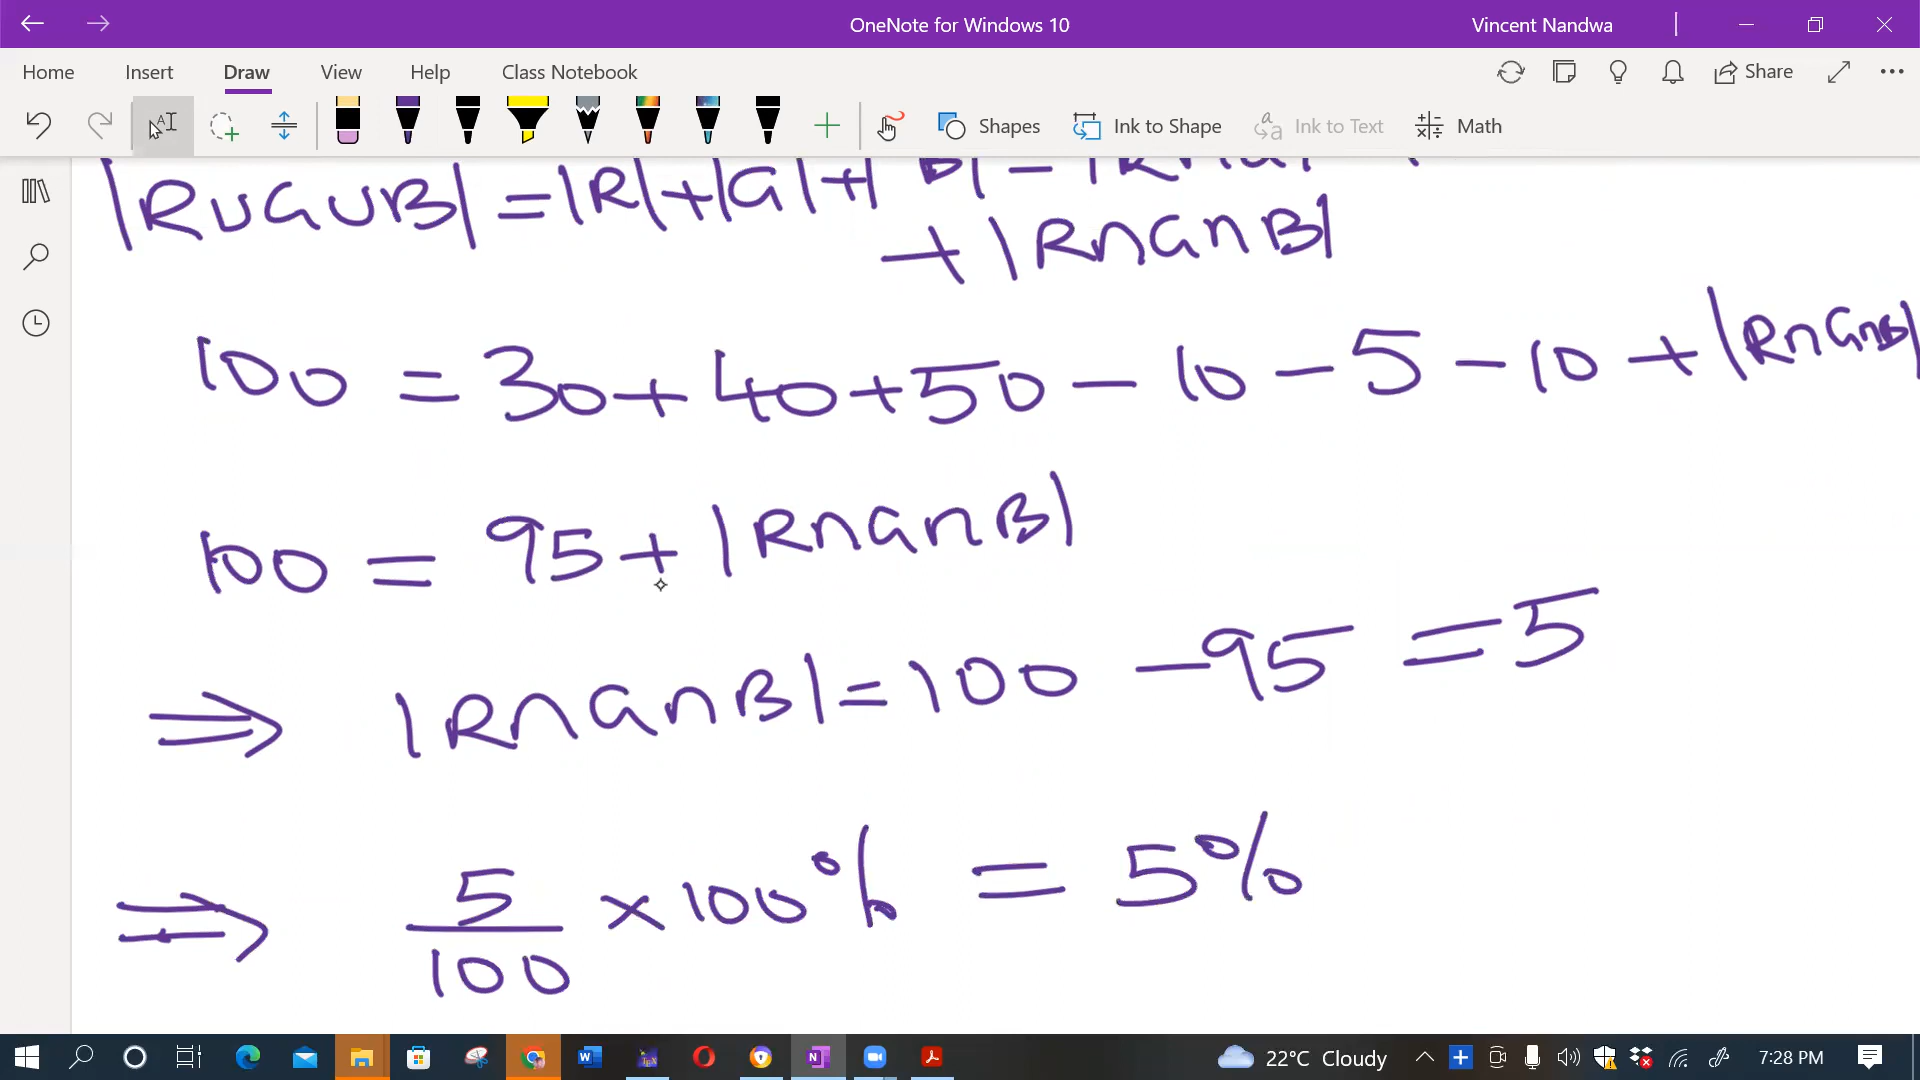 OneNote for Windows 10
Vincent Nandwa
Home Insert Draw View Help Class Notebook Share
Shapes Ink to Shape Ink to Text Math
|R∪G∪B| = |R|+|G|+|B| -
+ |R∩G∩B|
100 = 30+40+50 - 10 - 5 - 10 + |R∩G∩B|
100 = 95 + |R∩G∩B|
⇒ |R∩G∩B| = 100 - 95 = 5
⇒ 5/100 × 100% = 5%
22°C Cloudy 7:28 PM